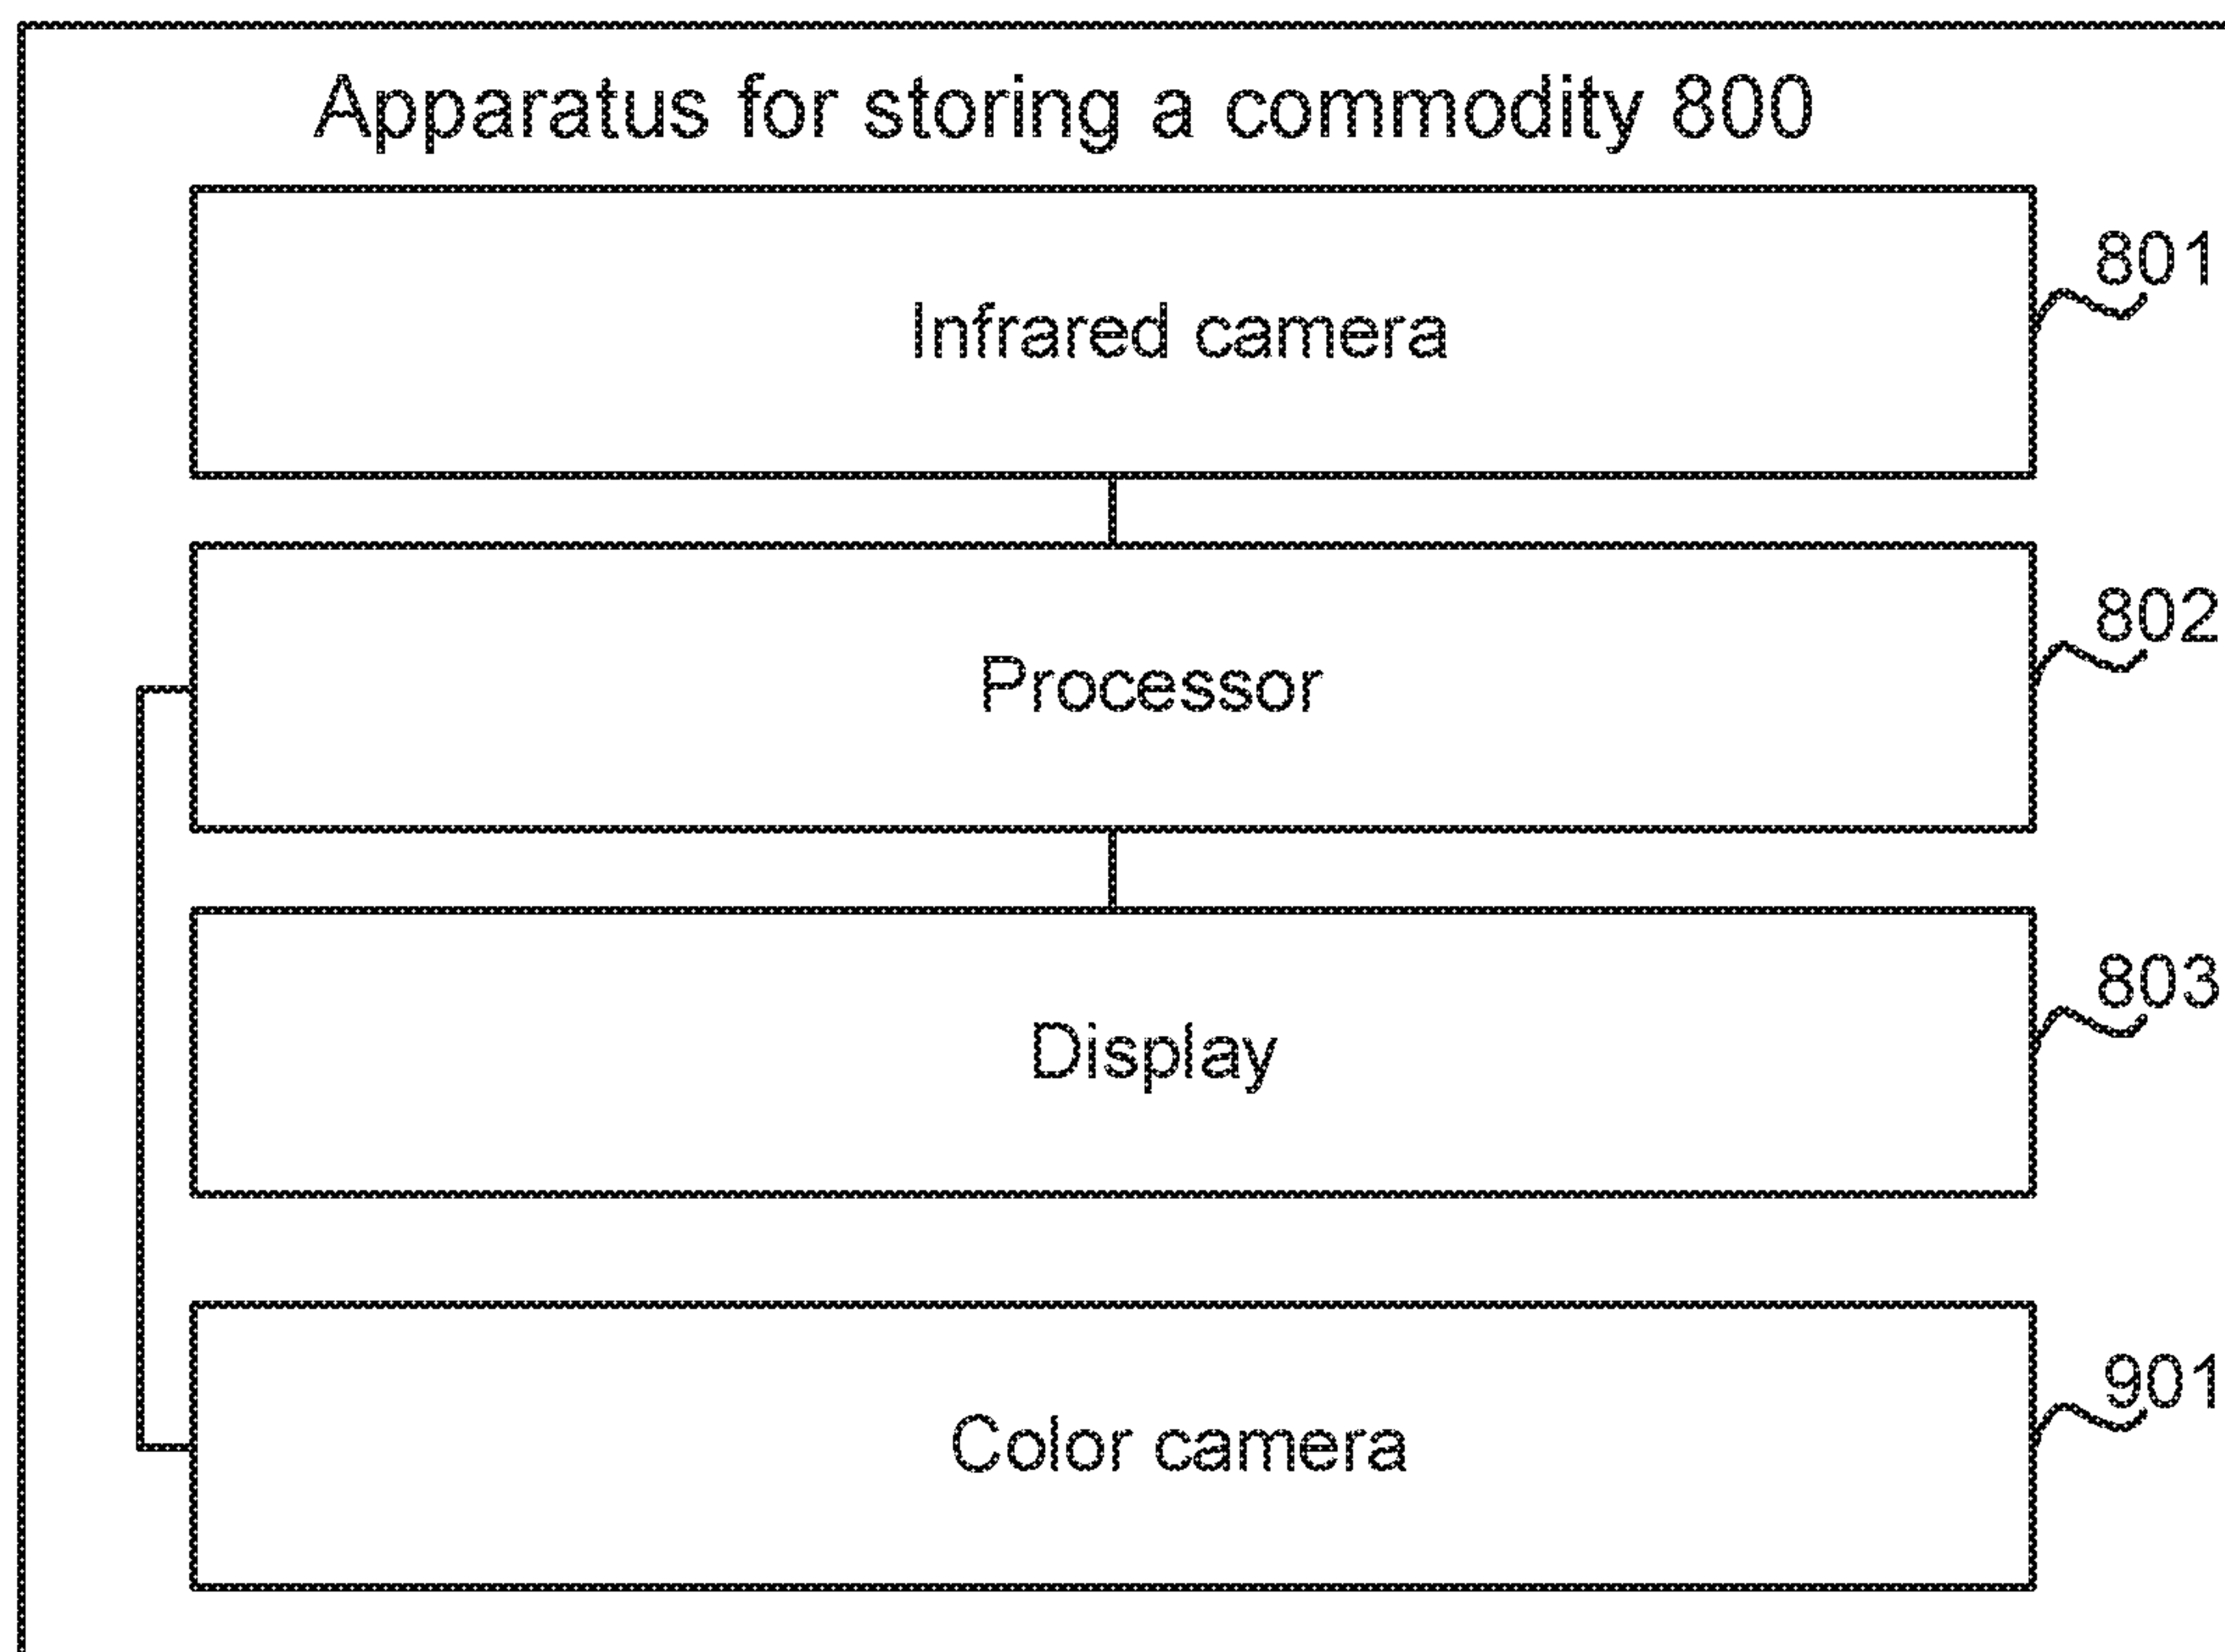 Apparatus for storing a commodity 800
801
Infrared camera
802
Processor
803
Display
901
Color camera